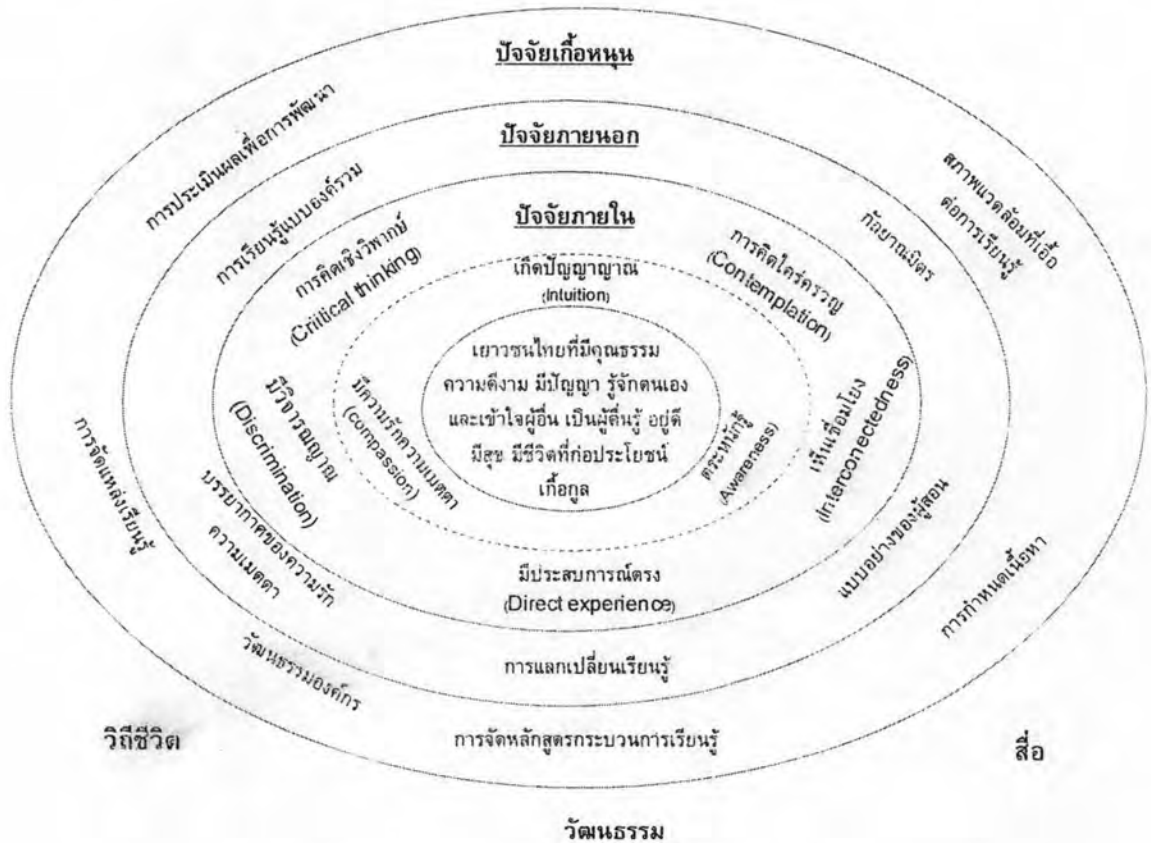 ปัจจัยเกื้อหนุน
การประเมินผลเพื่อการพัฒนา
สภาพแวดล้อมที่เอื้อ
ต่อการเรียนรู้
ปัจจัยภายนอก
การเรียนรู้แบบองค์รวม
กัลยาณมิตร
ปัจจัยภายใน
การคิดเชิงวิพากษ์
(Critical thinking)
การคิดใคร่ครวญ
(Contemplation)
เกิดปัญญาญาณ
(Intuition)
เยาวชนไทยที่มีคุณธรรม
ความดีงาม มีปัญญา รู้จักตนเอง
และเข้าใจผู้อื่น เป็นผู้ตื่นรู้ อยู่ดี
มีสุข มีชีวิตที่ก่อประโยชน์
เกื้อกูล
มีวิจารณญาณ
(Discrimination)
มีความรักความเมตตา
(compassion)
ตระหนักรู้
(Awareness)
เห็นเชื่อมโยง
(Interconectedness)
มีประสบการณ์ตรง
(Direct experience)
การจัดแหล่งเรียนรู้
บรรยากาศของความรัก
ความเมตตา
แบบอย่างของผู้สอน
การกำหนดเนื้อหา
การแลกเปลี่ยนเรียนรู้
วัฒนธรรมองค์กร
การจัดหลักสูตรกระบวนการเรียนรู้
วิถีชีวิต
สื่อ
วัฒนธรรม